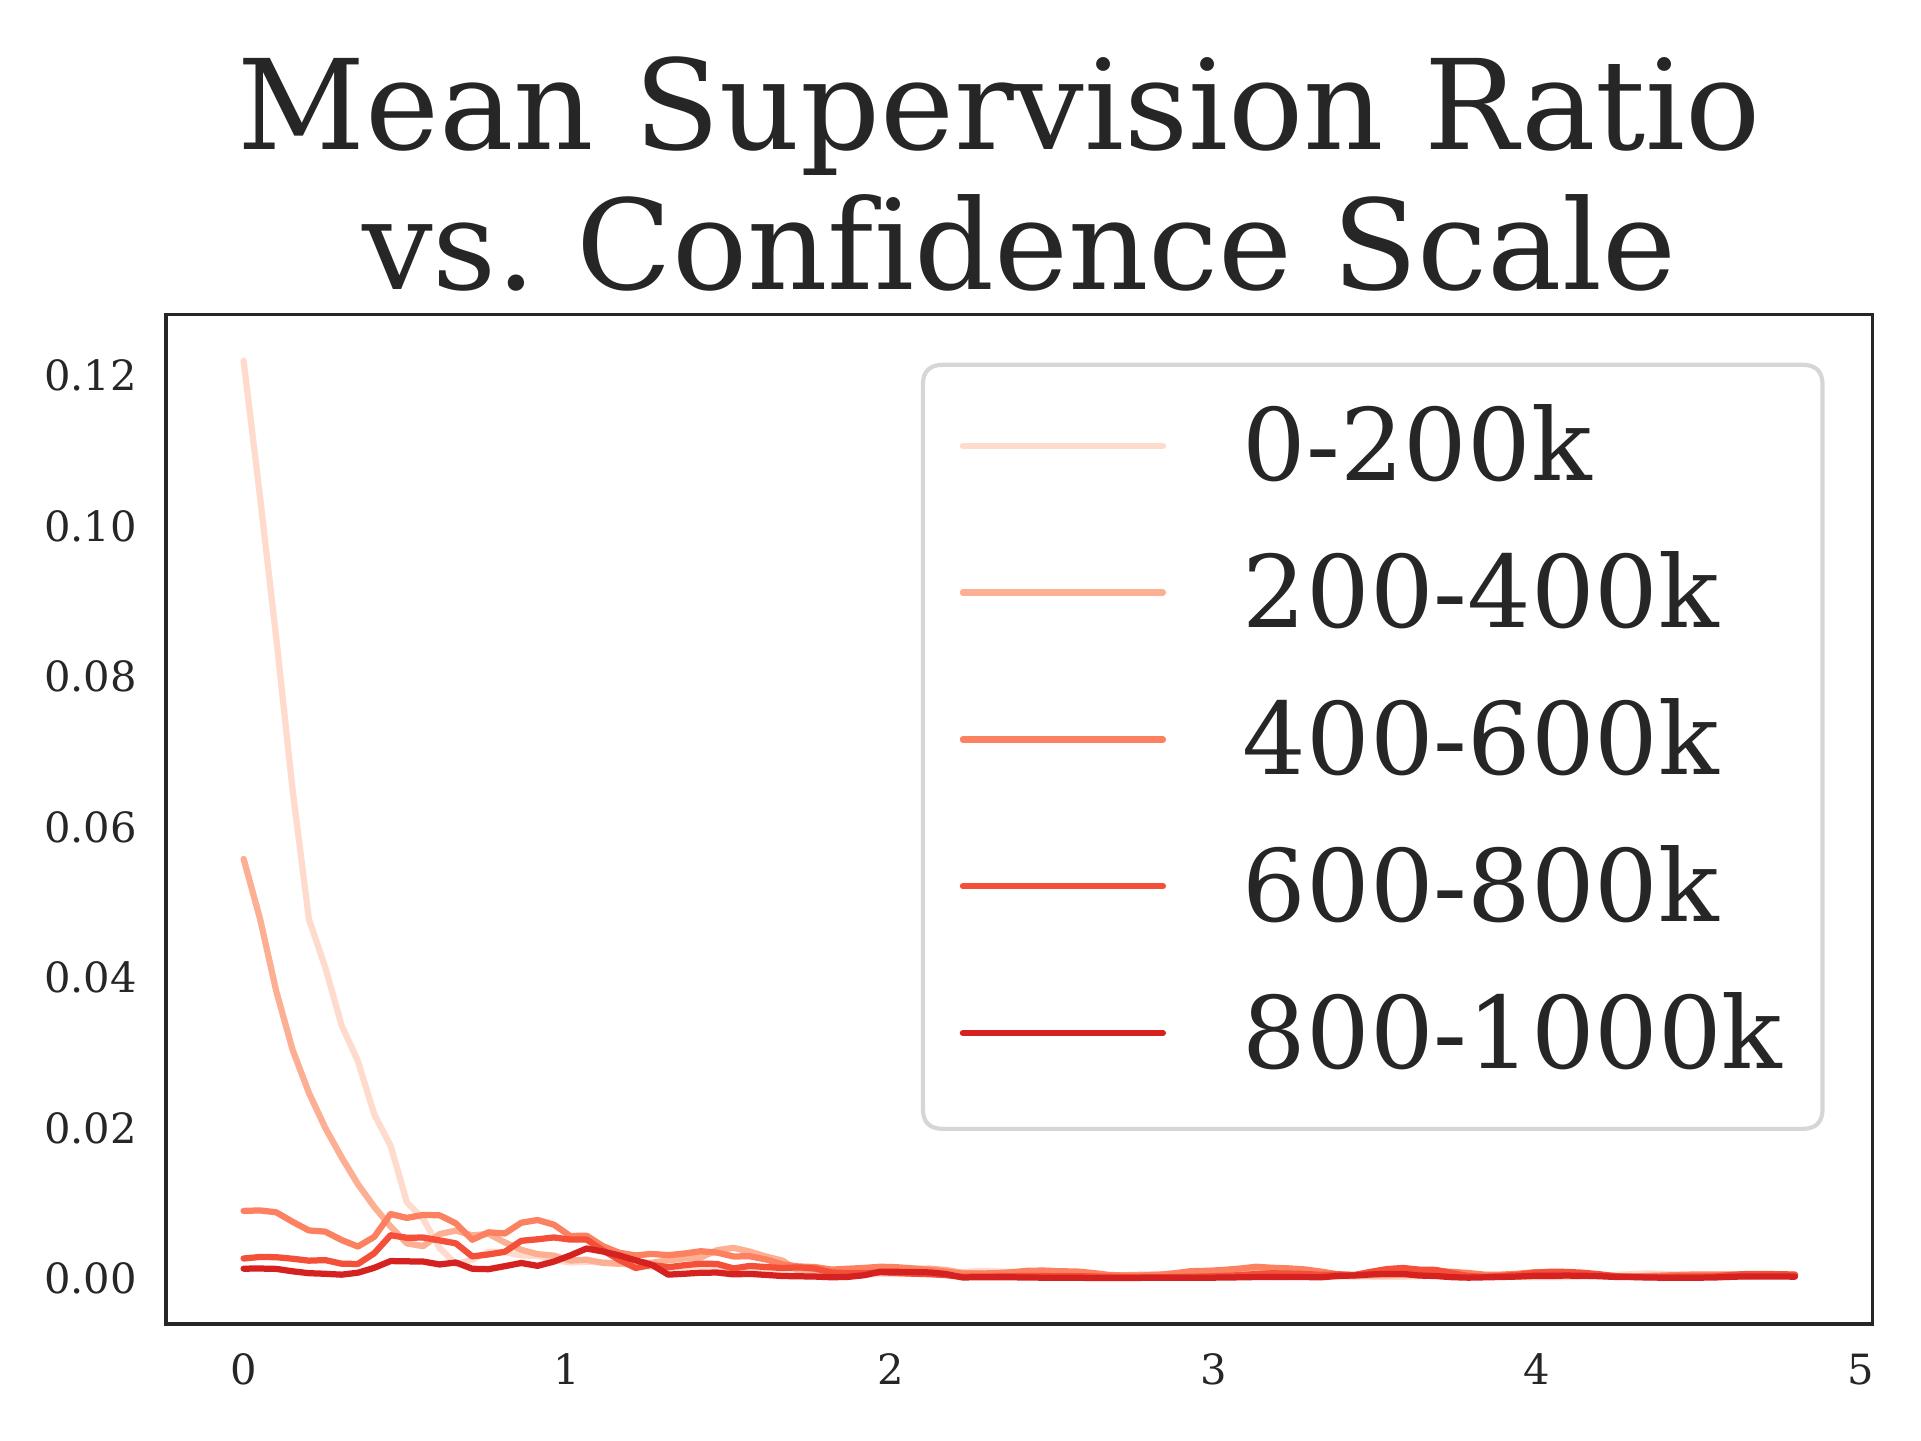 Mean Supervision Ratio
vs. Confidence Scale
0.12
0.10
0.08
0.06
0.04
0.02
0.00
0-200k
200-400k
400-600k
600-800k
800-1000k
0 1 2 3 4 5